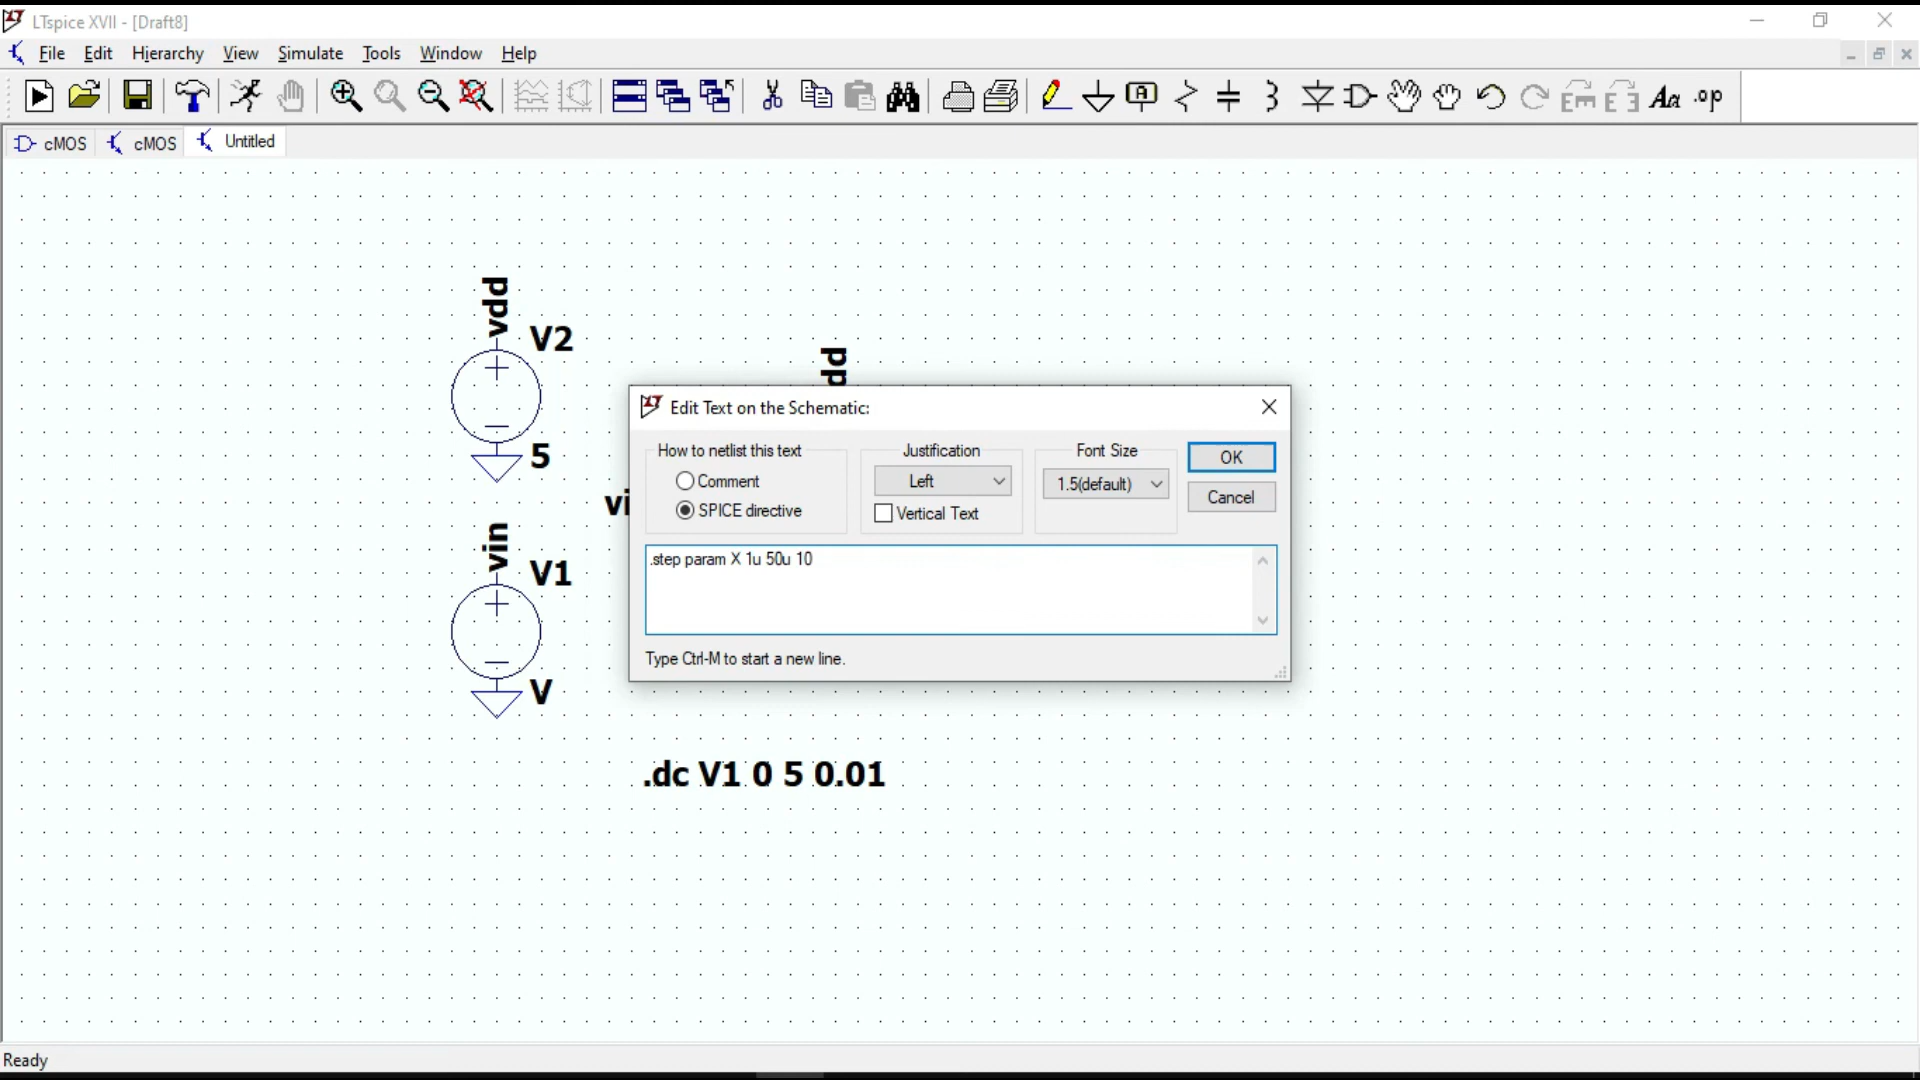 LTspice XVII - [Draft8]
File Edit Hierarchy View Simulate Tools Window Help
Aa .op
cMOS cMOS Untitled
vdd
V2
5
vin
V1
V
vi
dd
Edit Text on the Schematic:
How to netlist this text
Comment
SPICE directive
Justification
Left
Vertical Text
Font Size
1.5(default)
OK
Cancel
.step param X 1u 50u 10
Type Ctrl-M to start a new line.
.dc V1 0 5 0.01
Ready